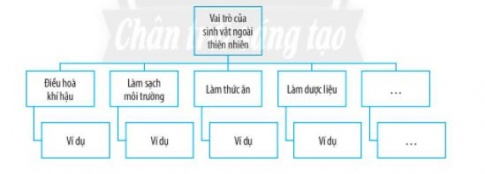 Vai trò của
sinh vật ngoài
thiên nhiên
Điều hoà
khí hậu
Làm sạch
môi trường
Làm thức ăn
Làm dược liệu
...
Ví dụ
Ví dụ
Ví dụ
Ví dụ
...